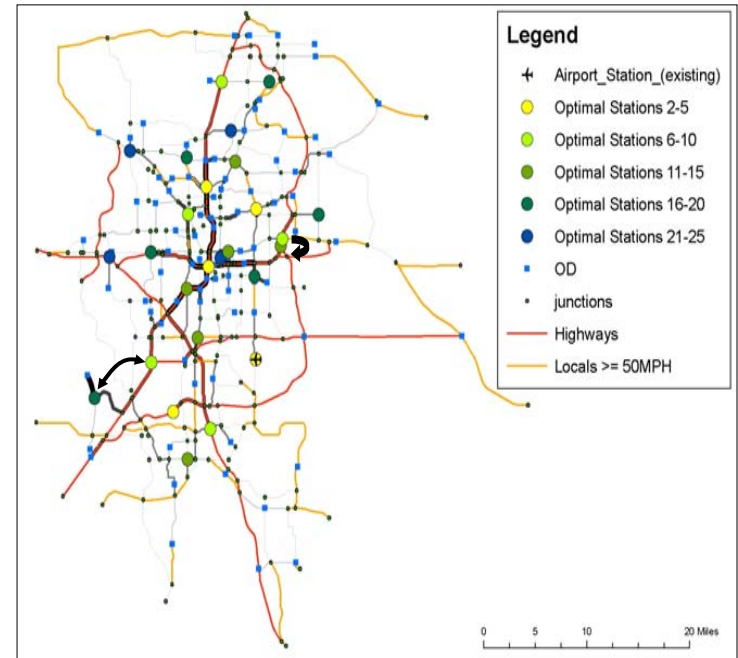 Legend
Airport_Station_(existing)
Optimal Stations 2-5
Optimal Stations 6-10
Optimal Stations 11-15
Optimal Stations 16-20
Optimal Stations 21-25
OD
junctions
Highways
Locals >= 50MPH
0 5 10 20 Miles